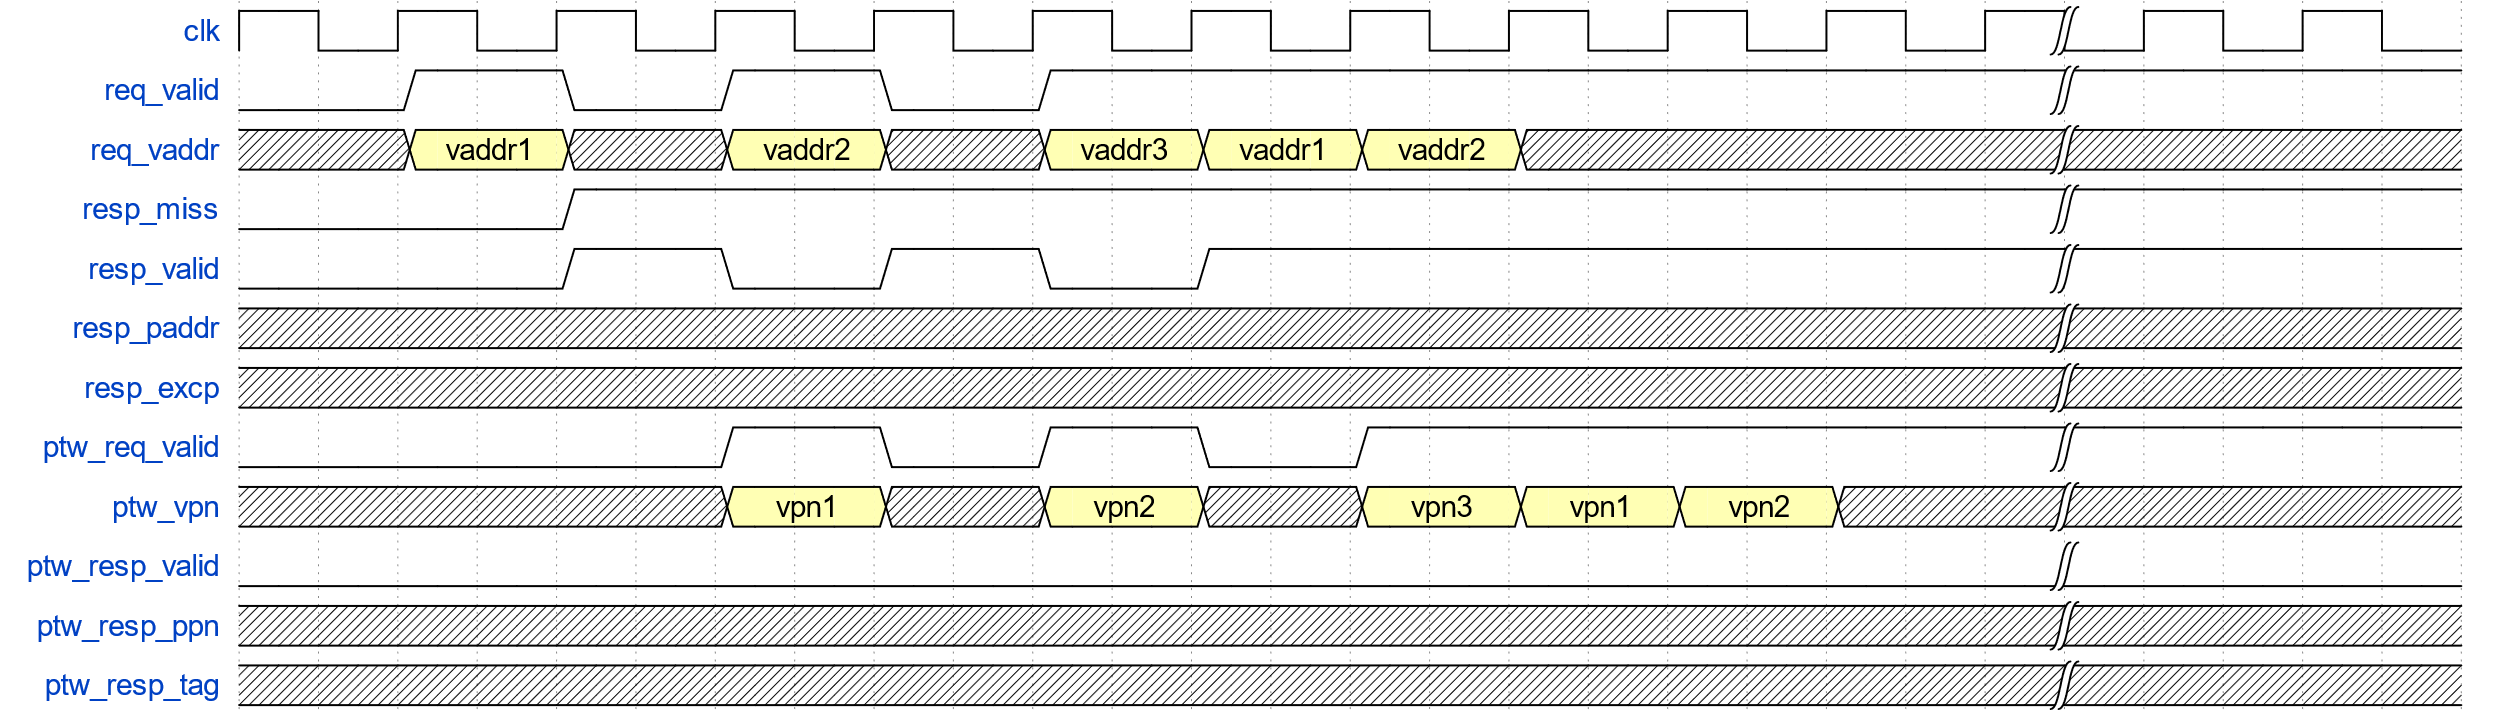 clk
req_valid
req_vaddr vaddr1 vaddr2 vaddr3 vaddr1 vaddr2
resp_miss
resp_valid
resp_paddr
resp_excp
ptw_req_valid
ptw_vpn vpn1 vpn2 vpn3 vpn1 vpn2
ptw_resp_valid
ptw_resp_ppn
ptw_resp_tag